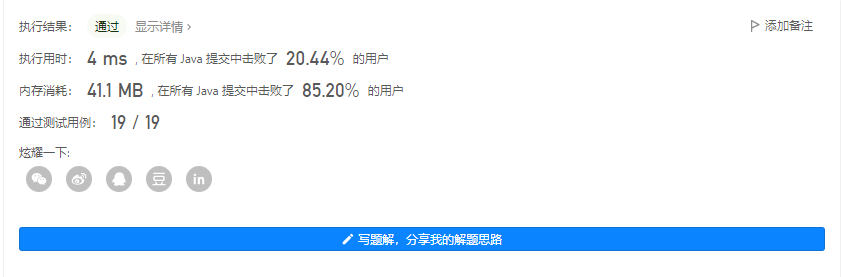 执行结果： 通过 显示详情 › 添加备注
执行用时： 4 ms , 在所有 Java 提交中击败了 20.44% 的用户
内存消耗： 41.1 MB , 在所有 Java 提交中击败了 85.20% 的用户
通过测试用例： 19 / 19
炫耀一下:
写题解，分享我的解题思路